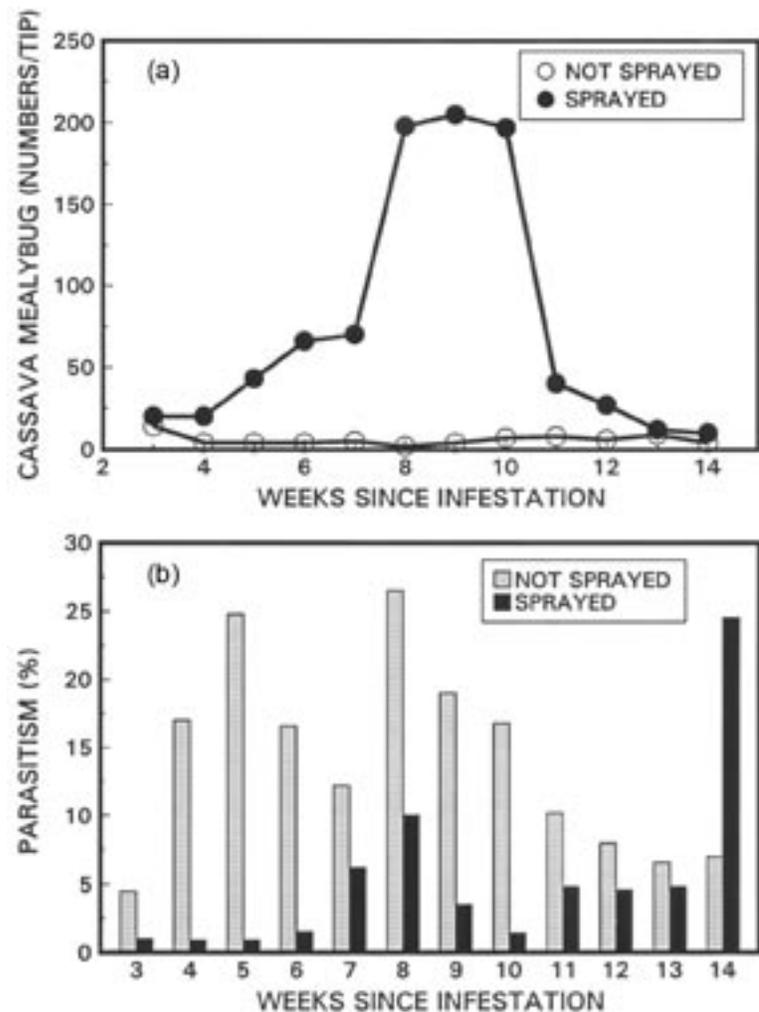 (a)
NOT SPRAYED
SPRAYED
CASSAVA MEALYBUG (NUMBERS/TIP)
250
200
150
100
50
0
2 4 6 8 10 12 14
WEEKS SINCE INFESTATION
(b)
NOT SPRAYED
SPRAYED
PARASITISM (%)
30
25
20
15
10
5
0
3 4 5 6 7 8 9 10 11 12 13 14
WEEKS SINCE INFESTATION